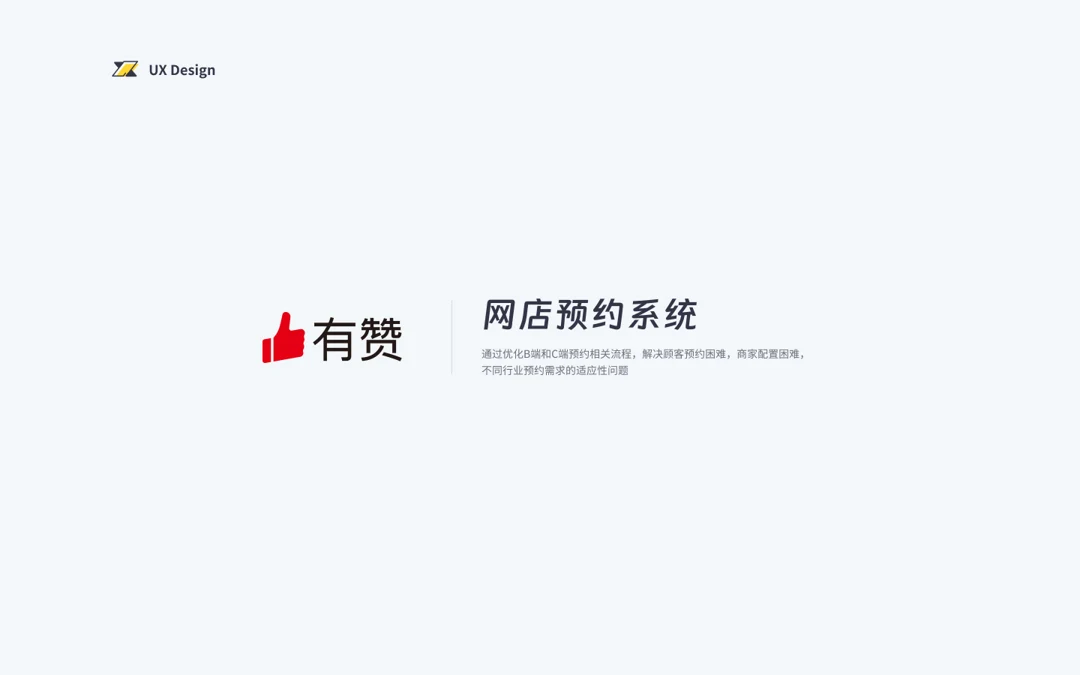 UX Design
有赞
网店预约系统
通过优化B端和C端预约相关流程，解决顾客预约困难，商家配置困难，
不同行业预约需求的适应性问题